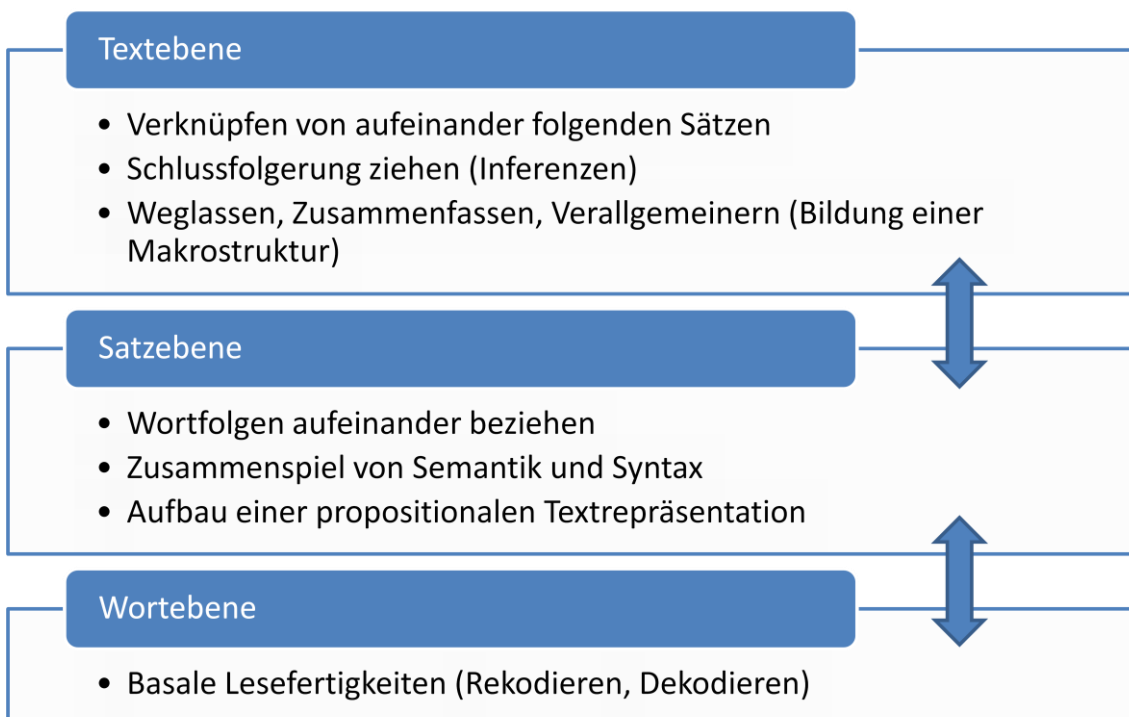 Textebene
• Verknüpfen von aufeinander folgenden Sätzen
• Schlussfolgerung ziehen (Inferenzen)
• Weglassen, Zusammenfassen, Verallgemeinern (Bildung einer
Makrostruktur)
Satzebene
• Wortfolgen aufeinander beziehen
• Zusammenspiel von Semantik und Syntax
• Aufbau einer propositionalen Textrepräsentation
Wortebene
• Basale Lesefertigkeiten (Rekodieren, Dekodieren)